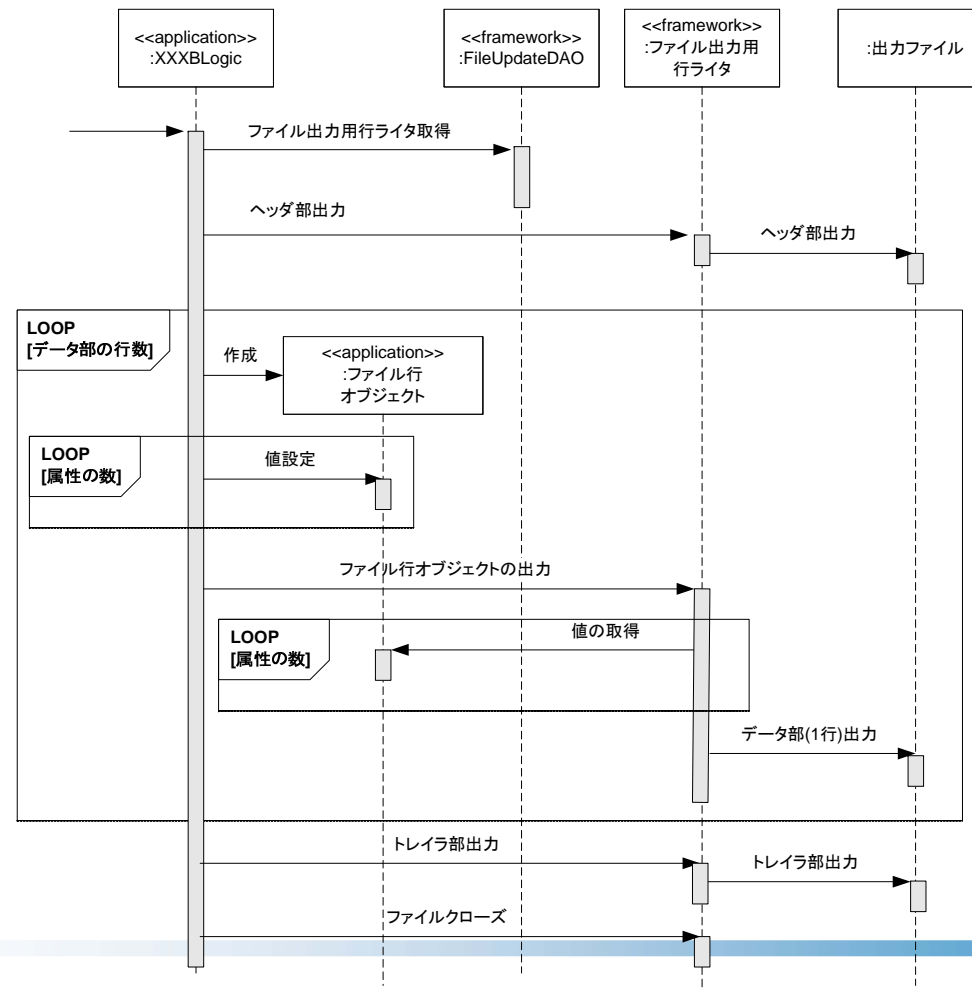 <<application>>
:XXXBLogic
<<framework>>
:FileUpdateDAO
<<framework>>
:ファイル出力用
行ライタ
:出力ファイル
ファイル出力用行ライタ取得
ヘッダ部出力
ヘッダ部出力
LOOP
[データ部の行数]
作成
<<application>>
:ファイル行
オブジェクト
LOOP
[属性の数]
値設定
ファイル行オブジェクトの出力
LOOP
[属性の数]
値の取得
データ部(1行)出力
トレイラ部出力
トレイラ部出力
ファイルクローズ